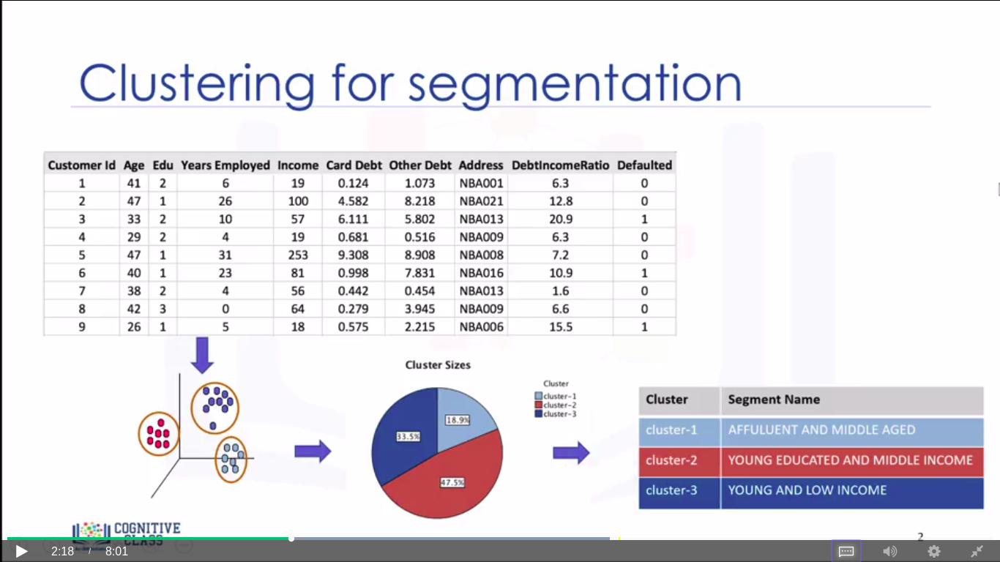 Clustering for segmentation
Customer Id Age Edu Years Employed Income Card Debt Other Debt Address DebtIncomeRatio Defaulted
1 41 2 6 19 0.124 1.073 NBA001 6.3 0
2 47 1 26 100 4.582 8.218 NBA021 12.8 0
3 33 2 10 57 6.111 5.802 NBA013 20.9 1
4 29 2 4 19 0.681 0.516 NBA009 6.3 0
5 47 1 31 253 9.308 8.908 NBA008 7.2 0
6 40 1 23 81 0.998 7.831 NBA016 10.9 1
7 38 2 4 56 0.442 0.454 NBA013 1.6 0
8 42 3 0 64 0.279 3.945 NBA009 6.6 0
9 26 1 5 18 0.575 2.215 NBA006 15.5 1
Cluster Sizes
18.9%
33.5%
47.5%
Cluster
cluster-1
cluster-2
cluster-3
Cluster Segment Name
cluster-1 AFFULUENT AND MIDDLE AGED
cluster-2 YOUNG EDUCATED AND MIDDLE INCOME
cluster-3 YOUNG AND LOW INCOME
COGNITIVE
CLASS
2
2:18 / 8:01